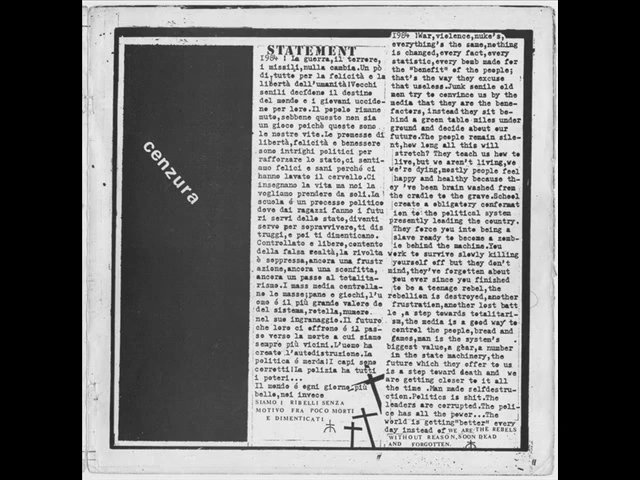 cenzura
STATEMENT
1984 ! La guerra,il terrore,
i missili,nulla cambia.Un pò
di,tutto per la felicità e la
libertà dell'umanità!Vecchi
senili decidono il destino
del mondo e i giovani uccido-
no per loro.Il popolo rimane
muto,sebbene questo non sia
un gioco poichè queste sono
le nostre vite.Le promesse di
libertà,felicità e benessere
sono intrighi politici per
rafforzare lo stato,ci senti-
amo felici e sani perché ci
hanno lavato il cervello.Ci
insegnano la vita ma noi la
vogliamo prendere da soli.La
scuola é un processo politico
dove dai ragazzi fanno i futu
ri servi dello stato,diventi
servo per sopravvivere,ti dis
truggi,e poi ti dimenticano.
Controllato e libero,contento
della falsa realtà,la rivolta
è soppressa,ancora una frustr
azione,ancora una sconfitta,
ancora un passo al totalita-
rismo.I mass media controlla-
no le masse;pane e giochi,l'u
omo é il più grande valore de
del sistema,rotella,numero
nel suo ingranaggio.Il futuro
che loro ci offrono é il pas-
so verso la morte a cui siamo
sempre più vicini.L'uomo ha
creato l'autodistruzione.La
politica é merda!I capi sono
corrotti!La polizia ha tutti
i poteri...
Il mondo é ogni giorno più
bello,noi invece
SIAMO I RIBELLI SENZA
MOTIVO FRA POCO MORTI
E DIMENTICATI
1984 !War,violence,nuke's,
everything's the same,nothing
is changed,every fact,every
statistic,every bomb made for
the "benefit" of the people;
that's the way they excuse
that useless.Junk senile old
men try to convince us by the
media that they are the bene-
factors, instead they sit be-
hind a green table miles under
ground and decide about our
future.The people remain sile-
nt,how long all this will
stretch? They teach us how to
live,but we aren't living,we
we're dying,mostly people feel
happy and healthy because th-
ey 've been brain washed from
the cradle to the grave.School
create a obligatory conformat
ion to the political system
presently leading the country.
They force you into being a
slave ready to become a zomb-
ie behind the machine.You
work to survive slowly killing
yourself off but they don't
mind,they've forgotten about
you ever since you finished
to be a teenage rebel,the
rebellion is destroyed,another
frustration,another lost batt
le ,a step towards totalitari-
sm,the media is a good way to
control the people,bread and
games,man is the system's
biggest value,a gear,a number
in the state machinery,the
future which they offer to us
is a step toward death and we
are getting closer to it all
the time .Man made selfdestruc-
tion.Politics is shit.The
leaders are corrupted.The poli-
ce has all the power...The
world is getting"better" every
day instead of WE ARE THE REBELS
WITHOUT REASON,SOON DEAD
AND FORGOTTEN.